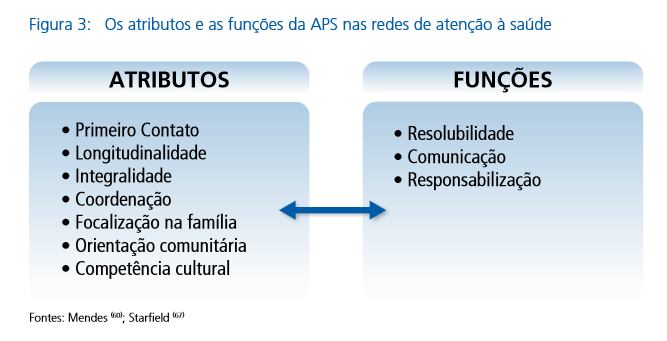 Figura 3: Os atributos e as funções da APS nas redes de atenção à saúde
ATRIBUTOS
• Primeiro Contato
• Longitudinalidade
• Integralidade
• Coordenação
• Focalização na família
• Orientação comunitária
• Competência cultural
FUNÇÕES
• Resolubilidade
• Comunicação
• Responsabilização
Fontes: Mendes (60); Starfield (67)